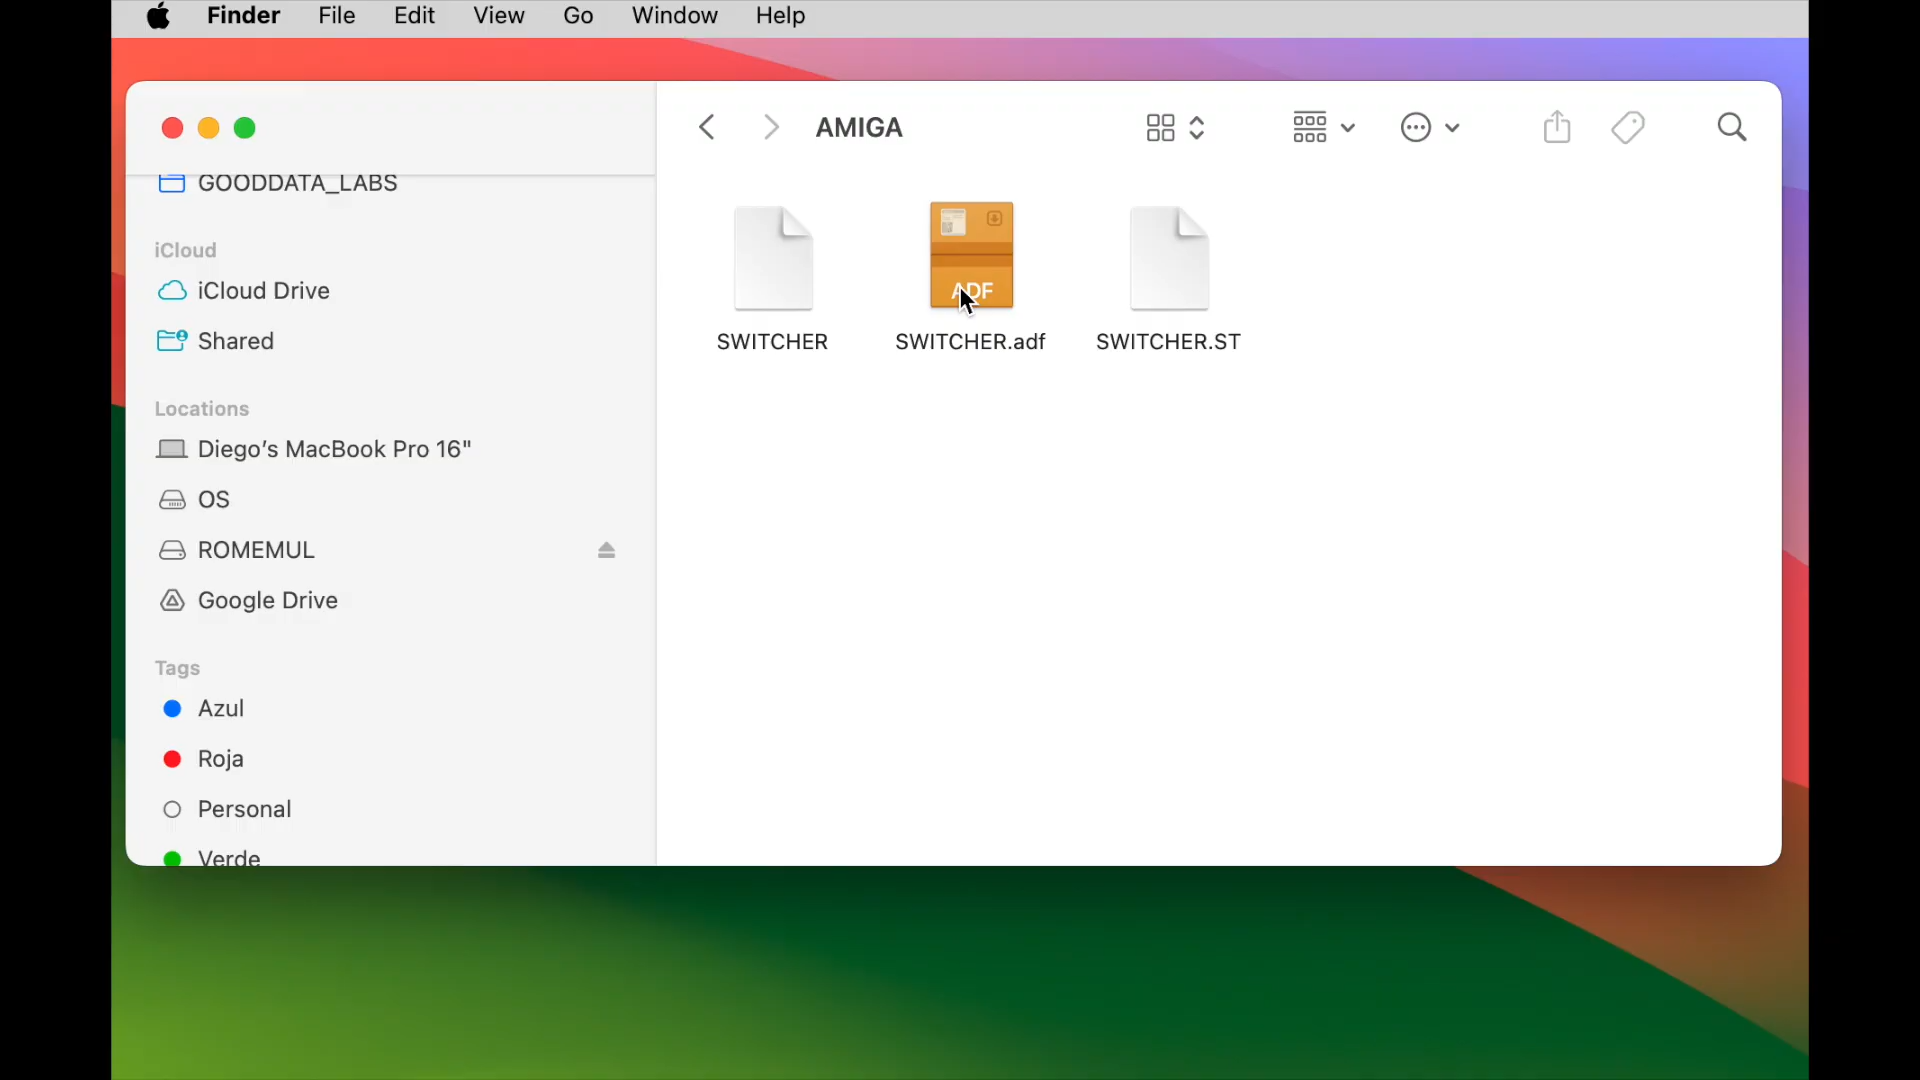 Finder File Edit View Go Window Help
AMIGA
GOODDATA_LABS
iCloud
iCloud Drive
Shared
Locations
Diego’s MacBook Pro 16"
OS
ROMEMUL
Google Drive
Tags
Azul
Roja
Personal
Verde
ADF
SWITCHER SWITCHER.adf SWITCHER.ST